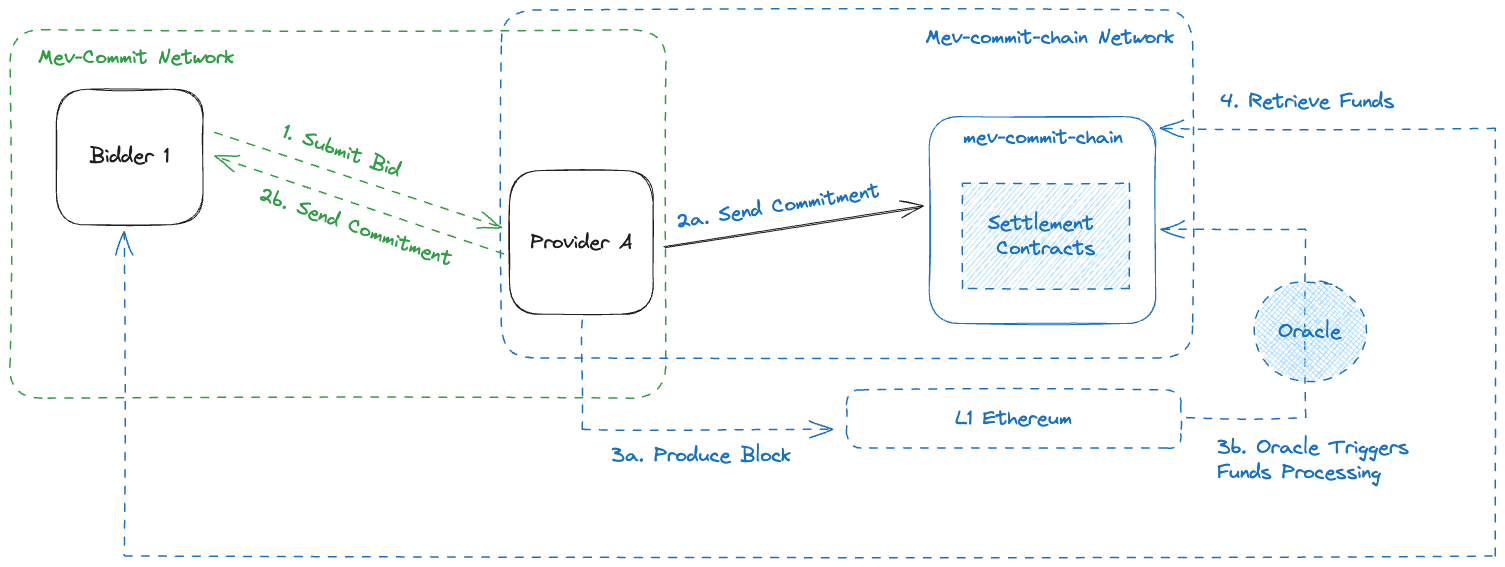 Mev-Commit Network
Mev-commit-chain Network
Bidder 1
1. Submit Bid
2b. Send Commitment
Provider A
2a. Send Commitment
mev-commit-chain
Settlement
Contracts
4. Retrieve Funds
Oracle
L1 Ethereum
3a. Produce Block
3b. Oracle Triggers
Funds Processing